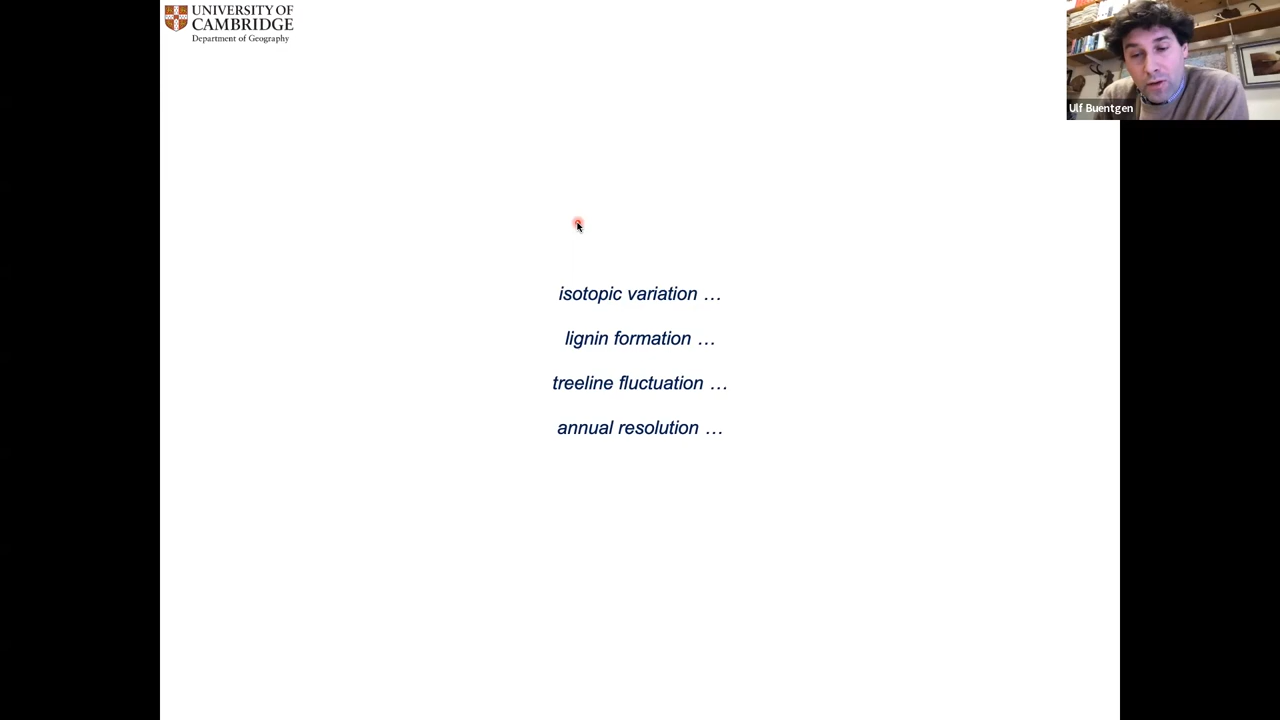 UNIVERSITY OF
CAMBRIDGE
Department of Geography
Ulf Buentgen
isotopic variation …
lignin formation …
treeline fluctuation …
annual resolution …